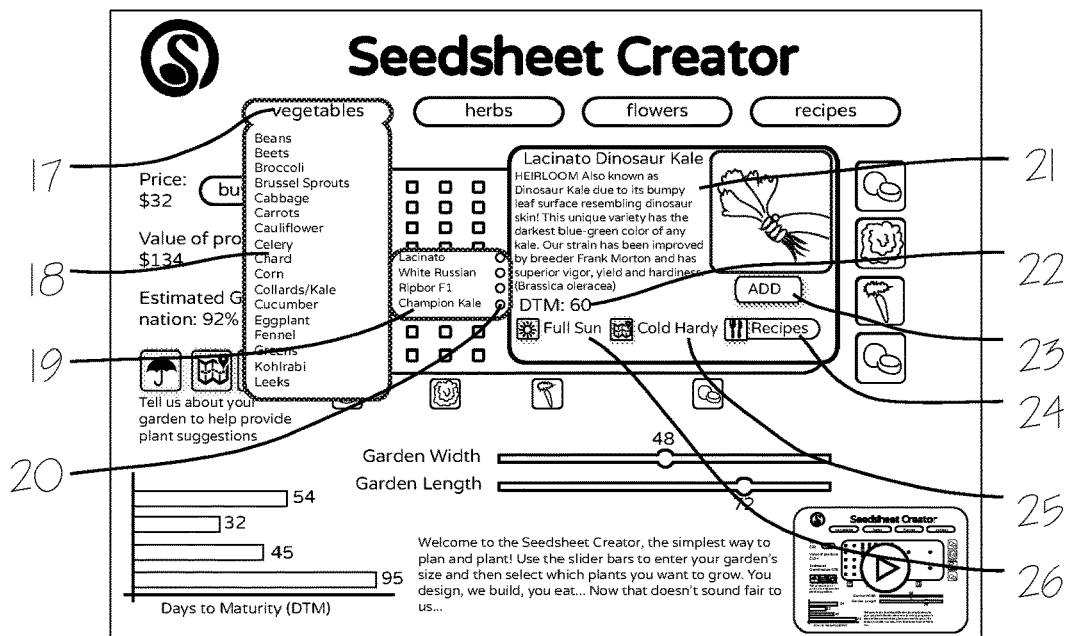 Seedsheet Creator
vegetables
herbs
flowers
recipes
17
18
19
20
21
22
23
24
25
26
Price:
$32
bu
Value of pro
$134
Estimated G
nation: 92%
Tell us about your
garden to help provide
plant suggestions
Beans
Beets
Broccoli
Brussel Sprouts
Cabbage
Carrots
Cauliflower
Celery
Chard
Corn
Collards/Kale
Cucumber
Eggplant
Fennel
Greens
Kohlrabi
Leeks
Lacinato
White Russian
Ripbor F1
Champion Kale
Lacinato Dinosaur Kale
HEIRLOOM Also known as
Dinosaur Kale due to its bumpy
leaf surface resembling dinosaur
skin! This unique variety has the
darkest blue-green color of any
kale. Our strain has been improved
by breeder Frank Morton and has
superior vigor, yield and hardiness
(Brassica oleracea)
DTM: 60
ADD
Full Sun
Cold Hardy
Recipes
48
Garden Width
Garden Length
72
54
32
45
95
Days to Maturity (DTM)
Welcome to the Seedsheet Creator, the simplest way to
plan and plant! Use the slider bars to enter your garden's
size and then select which plants you want to grow. You
design, we build, you eat... Now that doesn't sound fair to
us...
Seedsheet Creator